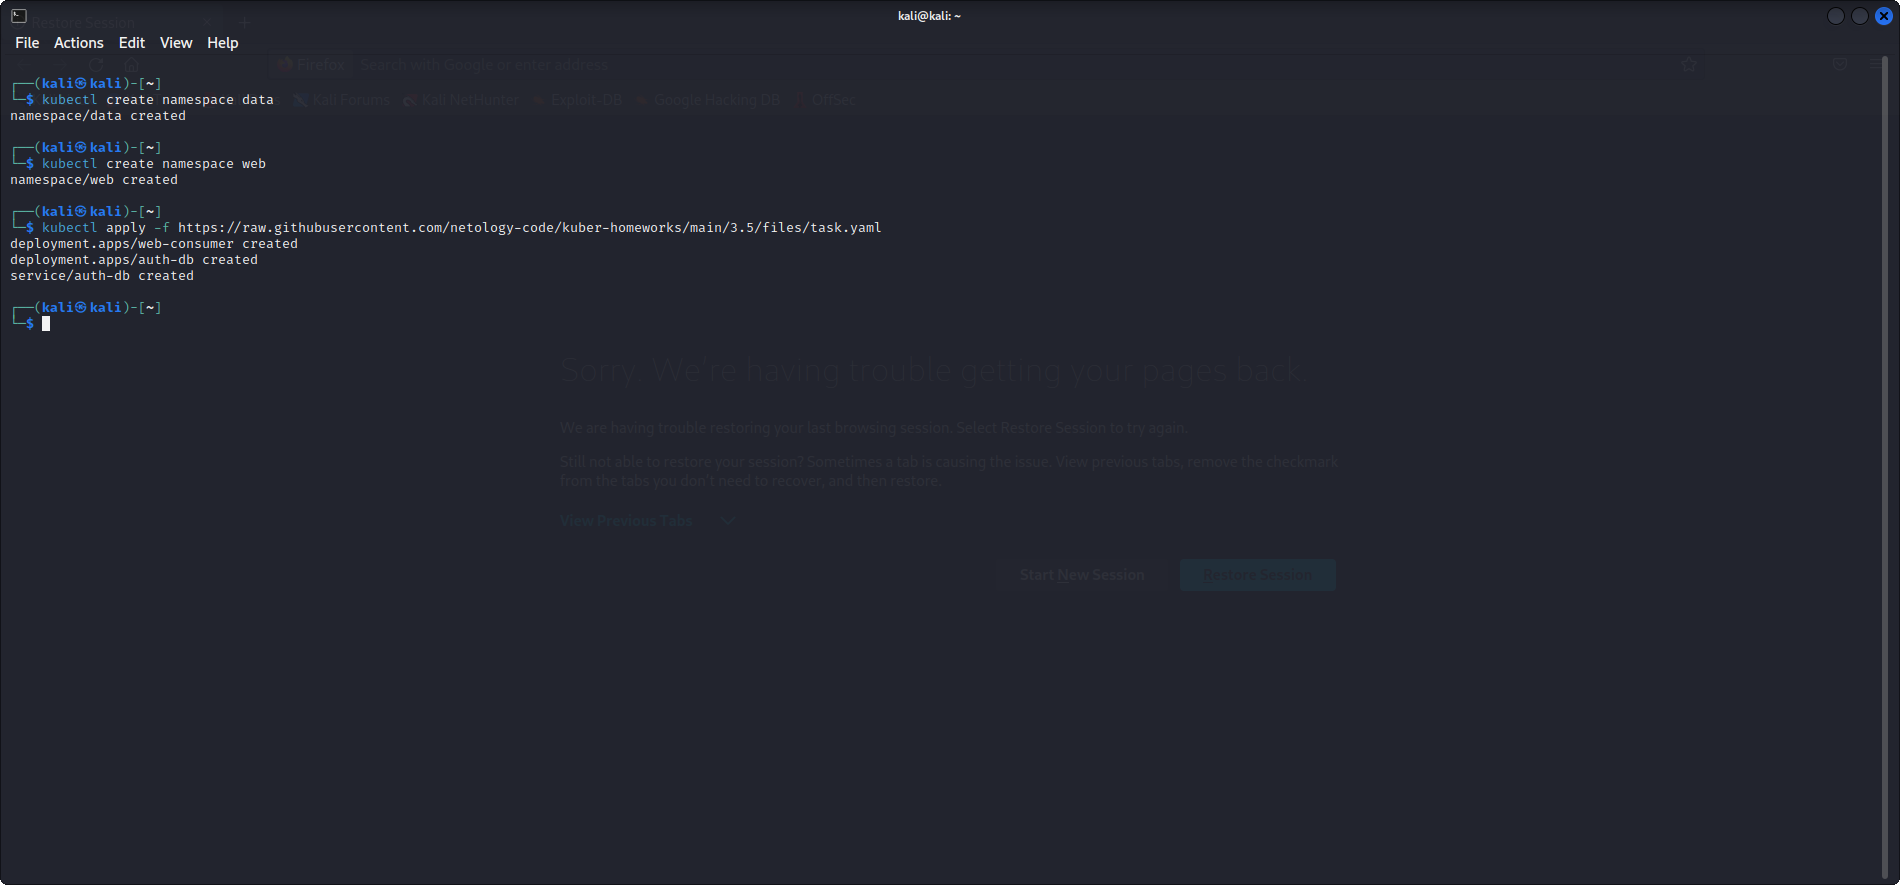 Restore Session
kali@kali: ~
File Actions Edit View Help
Firefox Search with Google or enter address
┌──(kali㉿kali)-[~]
└─$ kubectl create namespace data
Kali Forums Kali NetHunter Exploit-DB Google Hacking DB OffSec
namespace/data created
┌──(kali㉿kali)-[~]
└─$ kubectl create namespace web
namespace/web created
┌──(kali㉿kali)-[~]
└─$ kubectl apply -f https://raw.githubusercontent.com/netology-code/kuber-homeworks/main/3.5/files/task.yaml
deployment.apps/web-consumer created
deployment.apps/auth-db created
service/auth-db created
┌──(kali㉿kali)-[~]
└─$
Sorry. We're having trouble getting your pages back.
We are having trouble restoring your last browsing session. Select Restore Session to try again.
Still not able to restore your session? Sometimes a tab is causing the issue. View previous tabs, remove the checkmark
from the tabs you don't need to recover, and then restore.
View Previous Tabs
Start New Session Restore Session